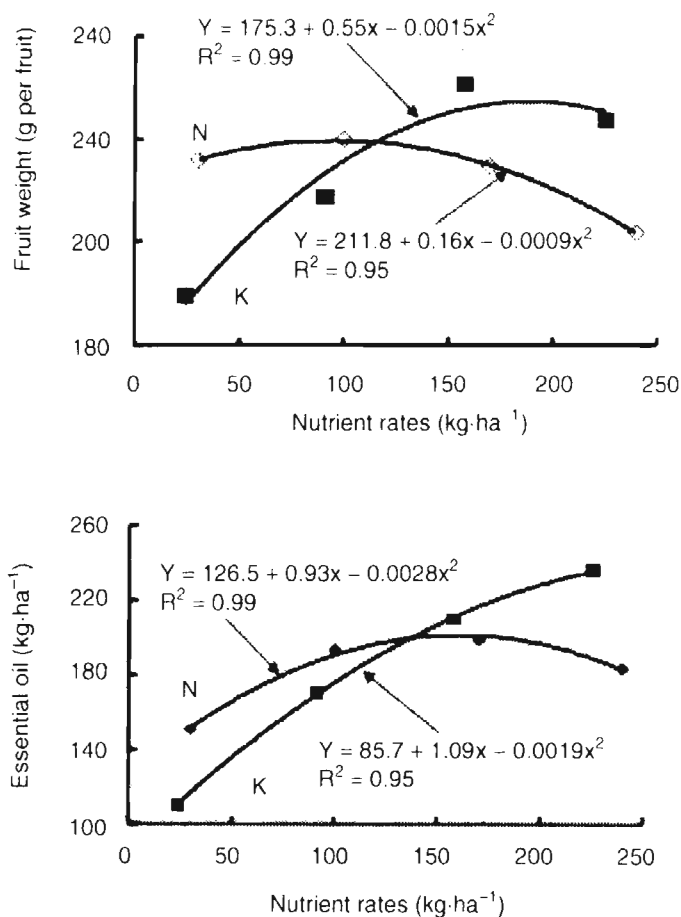 Y = 175.3 + 0.55x − 0.0015x²
R² = 0.99
240
240
200
180
Fruit weight (g per fruit)
N
K
Y = 211.8 + 0.16x − 0.0009x²
R² = 0.95
0 50 100 150 200 250
Nutrient rates (kg·ha⁻¹)
260
220
180
140
100
Essential oil (kg·ha⁻¹)
Y = 126.5 + 0.93x − 0.0028x²
R² = 0.99
N
K
Y = 85.7 + 1.09x − 0.0019x²
R² = 0.95
0 50 100 150 200 250
Nutrient rates (kg·ha⁻¹)